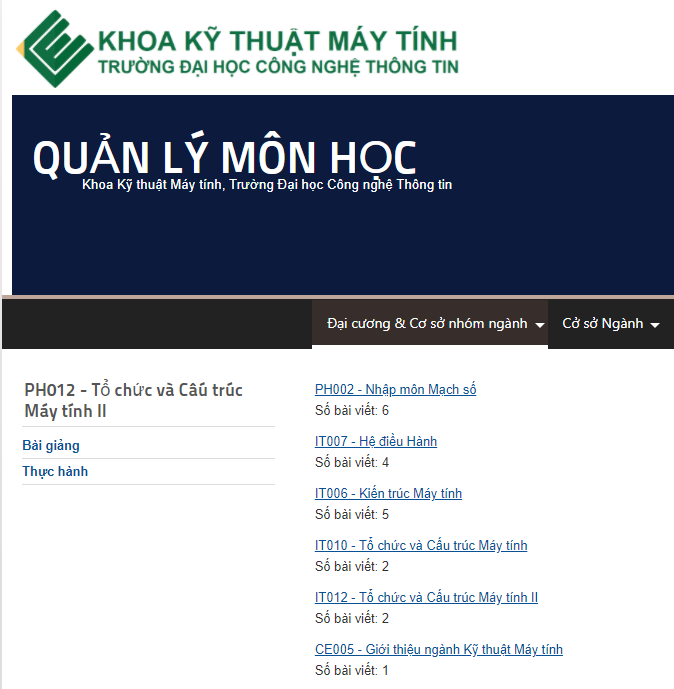 KHOA KỸ THUẬT MÁY TÍNH
TRƯỜNG ĐẠI HỌC CÔNG NGHỆ THÔNG TIN
QUẢN LÝ MÔN HỌC
Khoa Kỹ thuật Máy tính, Trường Đại học Công nghệ Thông tin
Đại cương & Cơ sở nhóm ngành
Cở sở Ngành
PH012 - Tổ chức và Cấu trúc
Máy tính II
Bài giảng
Thực hành
PH002 - Nhập môn Mạch số
Số bài viết: 6
IT007 - Hệ điều Hành
Số bài viết: 4
IT006 - Kiến trúc Máy tính
Số bài viết: 5
IT010 - Tổ chức và Cấu trúc Máy tính
Số bài viết: 2
IT012 - Tổ chức và Cấu trúc Máy tính II
Số bài viết: 2
CE005 - Giới thiệu ngành Kỹ thuật Máy tính
Số bài viết: 1